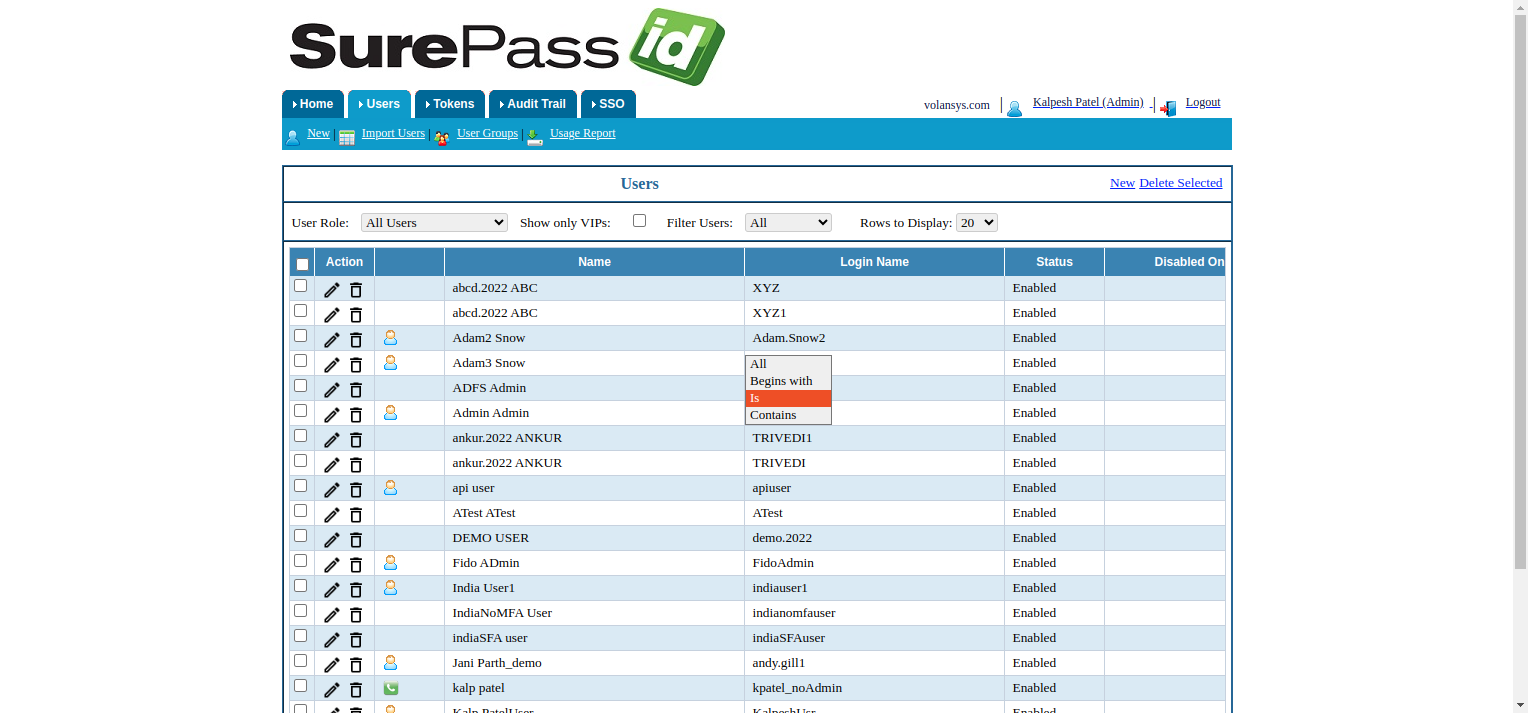 SurePass id
Home Users Tokens Audit Trail SSO
volansys.com | Kalpesh Patel (Admin) - | Logout
New | Import Users | User Groups | Usage Report
Users
New Delete Selected
User Role: All Users Show only VIPs: Filter Users: All Rows to Display: 20
Action Name Login Name Status Disabled On
abcd.2022 ABC XYZ Enabled
abcd.2022 ABC XYZ1 Enabled
Adam2 Snow Adam.Snow2 Enabled
Adam3 Snow All Enabled
Begins with
ADFS Admin Is Enabled
Admin Admin Contains Enabled
ankur.2022 ANKUR TRIVEDI1 Enabled
ankur.2022 ANKUR TRIVEDI Enabled
api user apiuser Enabled
ATest ATest ATest Enabled
DEMO USER demo.2022 Enabled
Fido ADmin FidoAdmin Enabled
India User1 indiauser1 Enabled
IndiaNoMFA User indianomfauser Enabled
indiaSFA user indiaSFAuser Enabled
Jani Parth_demo andy.gill1 Enabled
kalp patel kpatel_noAdmin Enabled
Kalp PatelUser KalpeshUsr Enabled